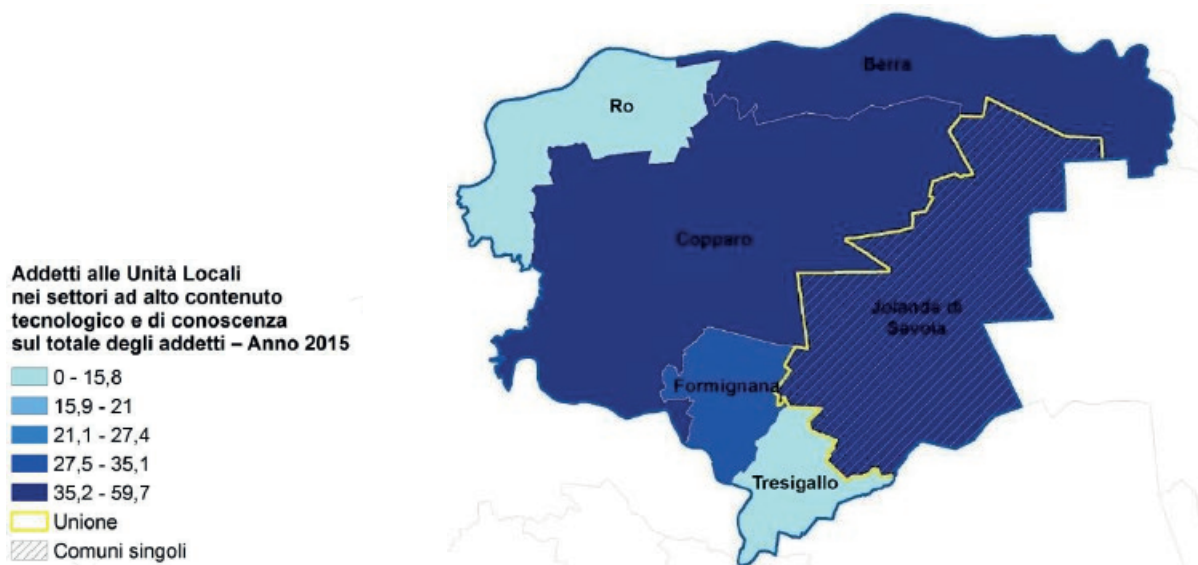 Berra
Ro
Copparo
Jolanda di
Savoia
Formignana
Tresigallo
Addetti alle Unità Locali
nei settori ad alto contenuto
tecnologico e di conoscenza
sul totale degli addetti – Anno 2015
0 - 15,8
15,9 - 21
21,1 - 27,4
27,5 - 35,1
35,2 - 59,7
Unione
Comuni singoli